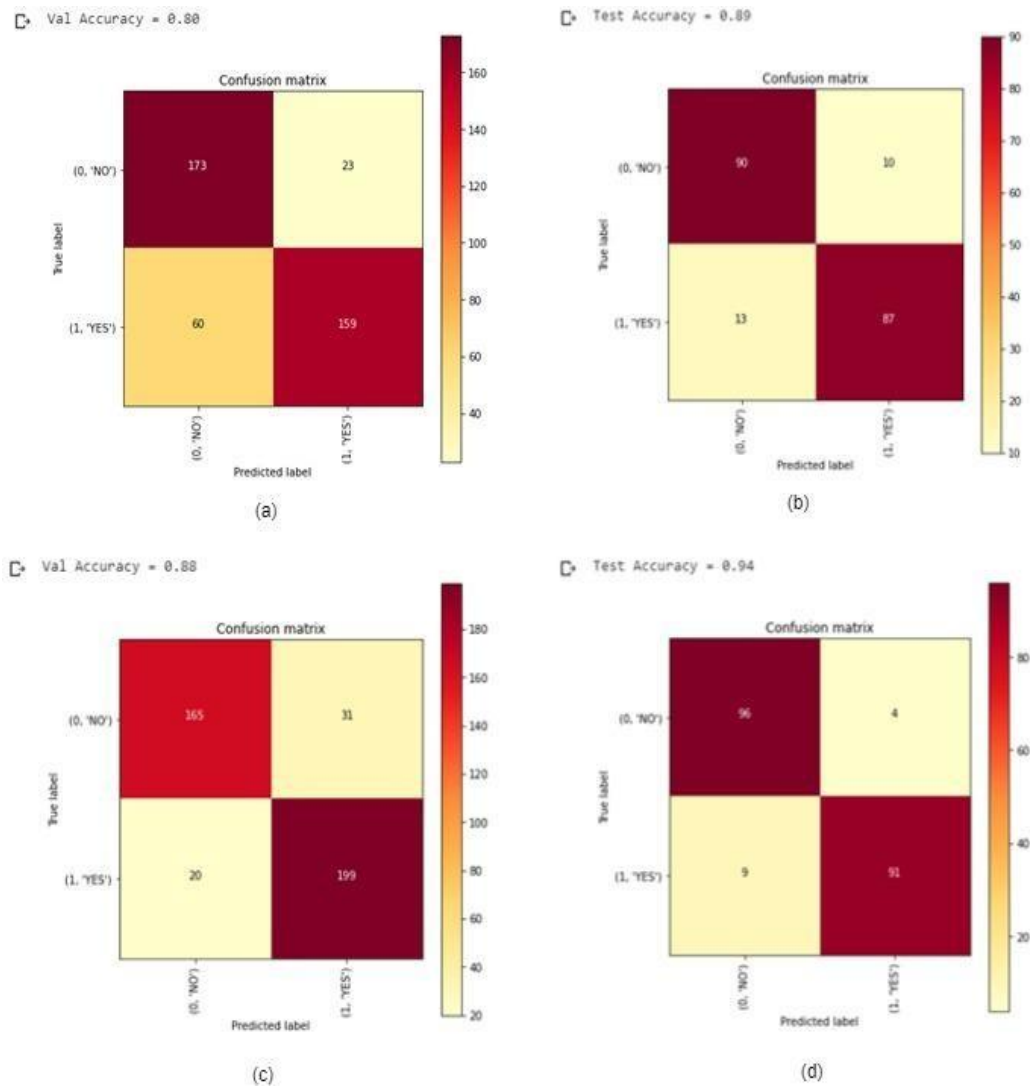 Val Accuracy = 0.80
Confusion matrix
173 23
60 159
(0, 'NO')
(1, 'YES')
True label
(0, 'NO')
(1, 'YES')
Predicted label
160
140
120
100
80
60
40
(a)
Test Accuracy = 0.89
Confusion matrix
90 10
13 87
(0, 'NO')
(1, 'YES')
True label
(0, 'NO')
(1, 'YES')
Predicted label
90
80
70
60
50
40
30
20
10
(b)
Val Accuracy = 0.88
Confusion matrix
165 31
20 199
(0, 'NO')
(1, 'YES')
True label
(0, 'NO')
(1, 'YES')
Predicted label
180
160
140
120
100
80
60
40
20
(c)
Test Accuracy = 0.94
Confusion matrix
96 4
9 91
(0, 'NO')
(1, 'YES')
True label
(0, 'NO')
(1, 'YES')
Predicted label
80
60
40
20
(d)